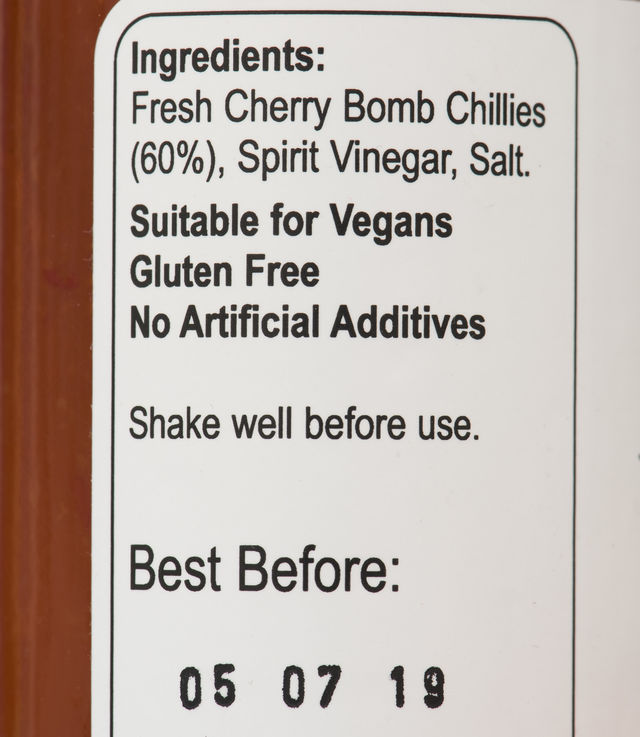 Ingredients:
Fresh Cherry Bomb Chillies
(60%), Spirit Vinegar, Salt.
Suitable for Vegans
Gluten Free
No Artificial Additives
Shake well before use.
Best Before:
05 07 19